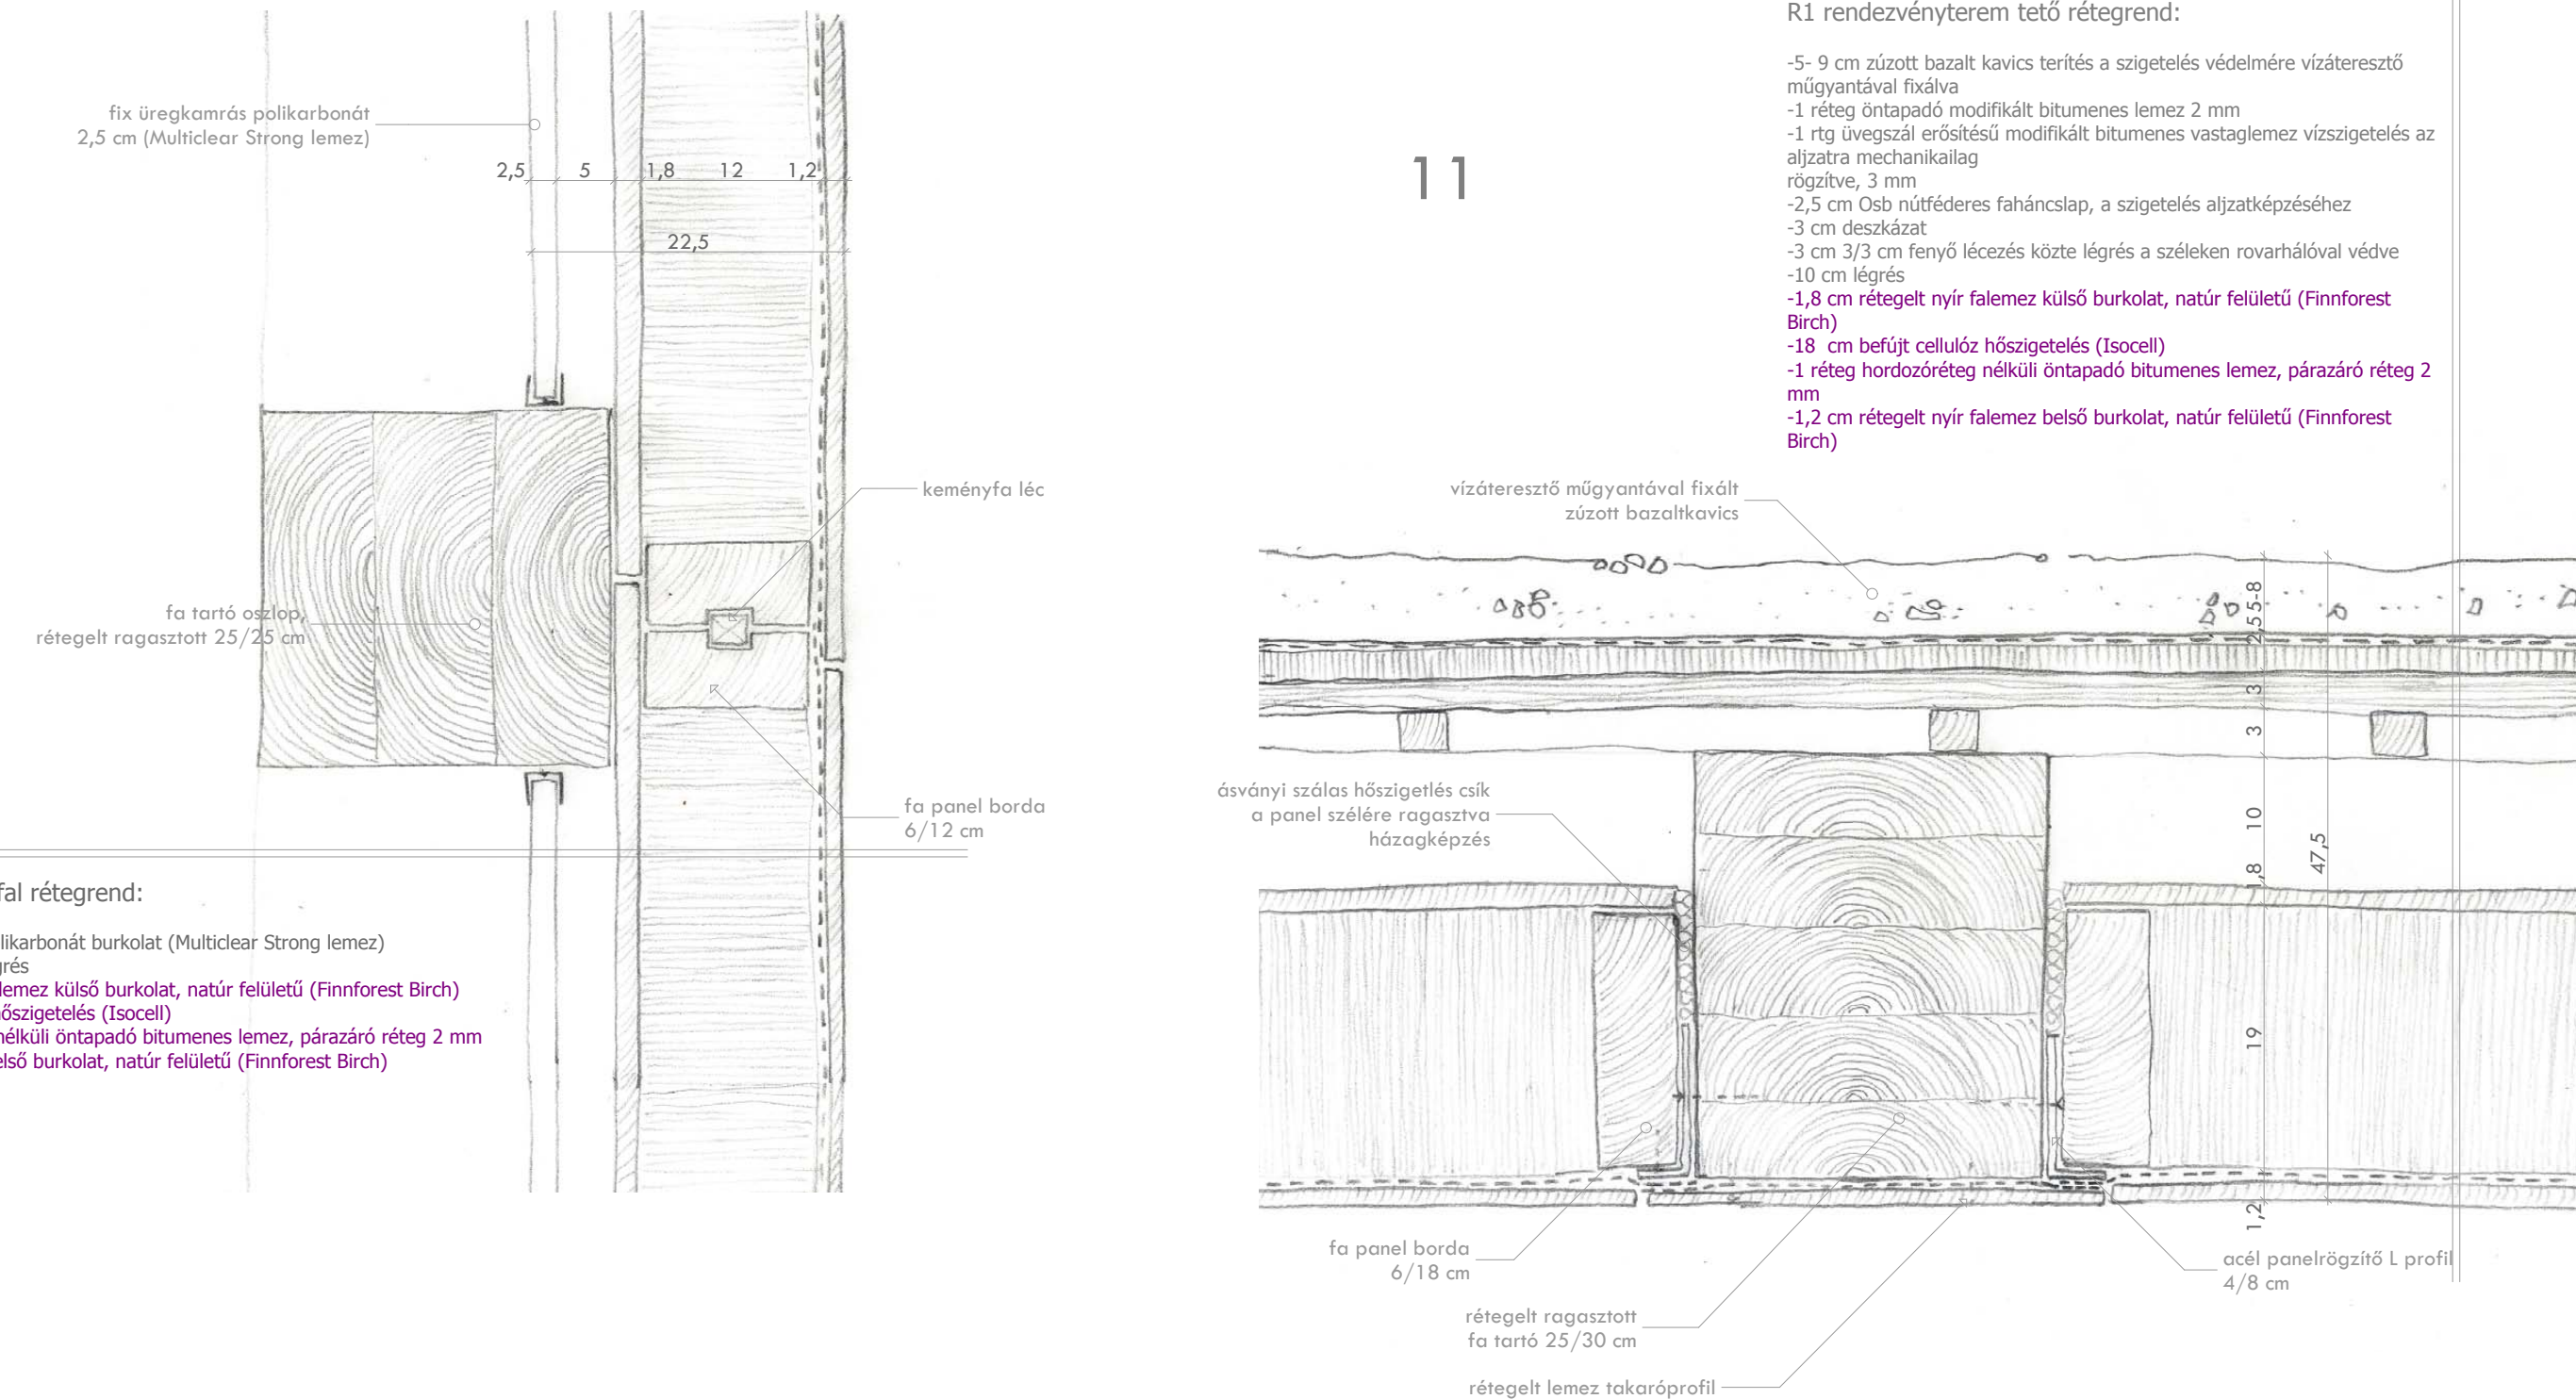 fix üregkamrás polikarbonát
2,5 cm (Multiclear Strong lemez)
2,5 5 1,8 12 1,2
22,5
keményfa léc
fa tartó oszlop,
rétegelt ragasztott 25/25 cm
fa panel borda
6/12 cm
fal rétegrend:
likarbonát burkolat (Multiclear Strong lemez)
grés
lemez külső burkolat, natúr felületű (Finnforest Birch)
hőszigetelés (Isocell)
nélküli öntapadó bitumenes lemez, párazáró réteg 2 mm
első burkolat, natúr felületű (Finnforest Birch)
11
R1 rendezvényterem tető rétegrend:
-5- 9 cm zúzott bazalt kavics terítés a szigetelés védelmére vízáteresztő
műgyantával fixálva
-1 réteg öntapadó modifikált bitumenes lemez 2 mm
-1 rtg üvegszál erősítésű modifikált bitumenes vastaglemez vízszigetelés az
aljzatra mechanikailag
rögzítve, 3 mm
-2,5 cm Osb nútféderes faháncslap, a szigetelés aljzatképzéséhez
-3 cm deszkázat
-3 cm 3/3 cm fenyő lécezés közte légrés a széleken rovarhálóval védve
-10 cm légrés
-1,8 cm rétegelt nyír falemez külső burkolat, natúr felületű (Finnforest
Birch)
-18  cm befújt cellulóz hőszigetelés (Isocell)
-1 réteg hordozóréteg nélküli öntapadó bitumenes lemez, párazáró réteg 2
mm
-1,2 cm rétegelt nyír falemez belső burkolat, natúr felületű (Finnforest
Birch)
vízáteresztő műgyantával fixált
zúzott bazaltkavics
ásványi szálas hőszigetlés csík
a panel szélére ragasztva
házagképzés
5-8
2,5
3
3
10
1,8
47,5
19
1,2
fa panel borda
6/18 cm
acél panelrögzítő L profil
4/8 cm
rétegelt ragasztott
fa tartó 25/30 cm
rétegelt lemez takaróprofil